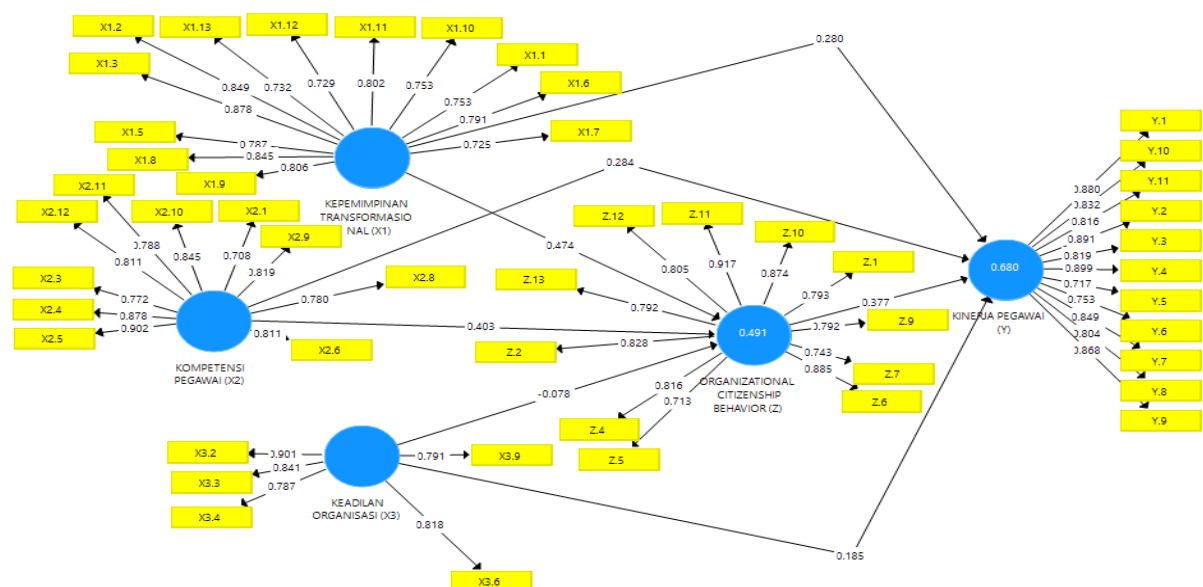 X1.2
X1.13
X1.12
X1.11
X1.10
X1.3
X1.1
X1.6
X1.5
X1.7
X1.8
X1.9
0.849
0.732
0.729
0.802
0.753
0.878
0.753
0.791
0.787
0.725
0.845
0.806
0.280
KEPEMIMPINAN
TRANSFORMASIO
NAL (X1)
X2.11
X2.12
X2.10
X2.1
X2.9
X2.3
X2.8
X2.4
X2.5
X2.6
0.788
0.811
0.845
0.708
0.819
0.772
0.780
0.878
0.902
0.811
0.284
0.474
0.403
KOMPETENSI
PEGAWAI (X2)
Z.12
Z.11
Z.10
Z.13
Z.1
Z.2
Z.9
Z.7
Z.6
Z.4
Z.5
0.805
0.917
0.874
0.792
0.793
0.828
0.792
0.743
0.885
0.816
0.713
0.491
0.377
ORGANIZATIONAL
CITIZENSHIP
BEHAVIOR (Z)
-0.078
X3.2
X3.3
X3.4
X3.9
X3.6
0.901
0.841
0.787
0.791
0.818
KEADILAN
ORGANISASI (X3)
0.185
0.680
KINERJA PEGAWAI
(Y)
Y.1
Y.10
Y.11
Y.2
Y.3
Y.4
Y.5
Y.6
Y.7
Y.8
Y.9
0.880
0.832
0.816
0.891
0.819
0.899
0.717
0.753
0.849
0.804
0.868